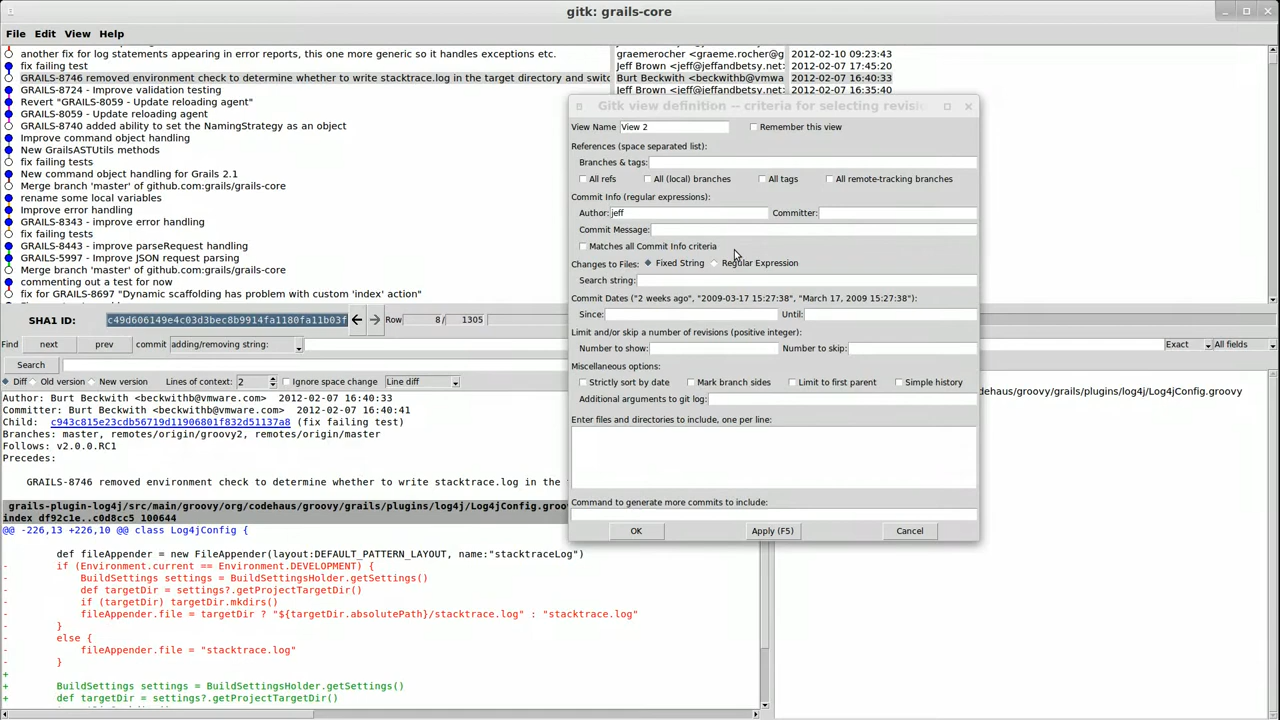 gitk: grails-core
File Edit View Help
another fix for log statements appearing in error reports, this one more generic so it handles exceptions etc.
graemerocher <graeme.rocher@g
2012-02-10 09:23:43
fix failing test
Jeff Brown <jeff@jeffandbetsy.net:
2012-02-07 17:45:20
GRAILS-8746 removed environment check to determine whether to write stacktrace.log in the target directory and switc
Burt Beckwith <beckwithb@vmwa
2012-02-07 16:40:33
GRAILS-8724 - Improve validation testing
Jeff Brown <jeff@jeffandbetsy.net:
2012-02-07 16:35:40
Revert "GRAILS-8059 - Update reloading agent"
GRAILS-8059 - Update reloading agent
GRAILS-8740 added ability to set the NamingStrategy as an object
Improve command object handling
New GrailsASTUtils methods
fix failing tests
New command object handling for Grails 2.1
Merge branch 'master' of github.com:grails/grails-core
rename some local variables
Improve error handling
GRAILS-8343 - improve error handling
fix failing tests
GRAILS-8443 - improve parseRequest handling
GRAILS-5997 - Improve JSON request parsing
Merge branch 'master' of github.com:grails/grails-core
commenting out a test for now
fix for GRAILS-8697 "Dynamic scaffolding has problem with custom 'index' action"
SHA1 ID: c49d606149e4c03d3bec8b9914fa1180fa11b03f Row 8 / 1305
Find next prev commit adding/removing string: Exact All fields
Search
Diff Old version New version Lines of context: 2 Ignore space change Line diff
Author: Burt Beckwith <beckwithb@vmware.com> 2012-02-07 16:40:33
Committer: Burt Beckwith <beckwithb@vmware.com> 2012-02-07 16:40:41
Child: c943c815e23cdb56719d11906801f832d51137a8 (fix failing test)
Branches: master, remotes/origin/groovy2, remotes/origin/master
Follows: v2.0.0.RC1
Precedes:
GRAILS-8746 removed environment check to determine whether to write stacktrace.log in the
grails-plugin-log4j/src/main/groovy/org/codehaus/groovy/grails/plugins/log4j/Log4jConfig.groo
index df92c1e..c0d8cc5 100644
@@ -226,13 +226,10 @@ class Log4jConfig {
def fileAppender = new FileAppender(layout:DEFAULT_PATTERN_LAYOUT, name:"stacktraceLog")
- if (Environment.current == Environment.DEVELOPMENT) {
- BuildSettings settings = BuildSettingsHolder.getSettings()
- def targetDir = settings?.getProjectTargetDir()
- if (targetDir) targetDir.mkdirs()
- fileAppender.file = targetDir ? "${targetDir.absolutePath}/stacktrace.log" : "stacktrace.log"
- }
- else {
- fileAppender.file = "stacktrace.log"
- }
+
+ BuildSettings settings = BuildSettingsHolder.getSettings()
+ def targetDir = settings?.getProjectTargetDir()
dehaus/groovy/grails/plugins/log4j/Log4jConfig.groovy
Gitk view definition -- criteria for selecting revisi
View Name View 2 Remember this view
References (space separated list):
Branches & tags:
All refs All (local) branches All tags All remote-tracking branches
Commit Info (regular expressions):
Author: jeff Committer:
Commit Message:
Matches all Commit Info criteria
Changes to Files: Fixed String Regular Expression
Search string:
Commit Dates ("2 weeks ago", "2009-03-17 15:27:38", "March 17, 2009 15:27:38"):
Since: Until:
Limit and/or skip a number of revisions (positive integer):
Number to show: Number to skip:
Miscellaneous options:
Strictly sort by date Mark branch sides Limit to first parent Simple history
Additional arguments to git log:
Enter files and directories to include, one per line:
Command to generate more commits to include:
OK Apply (F5) Cancel